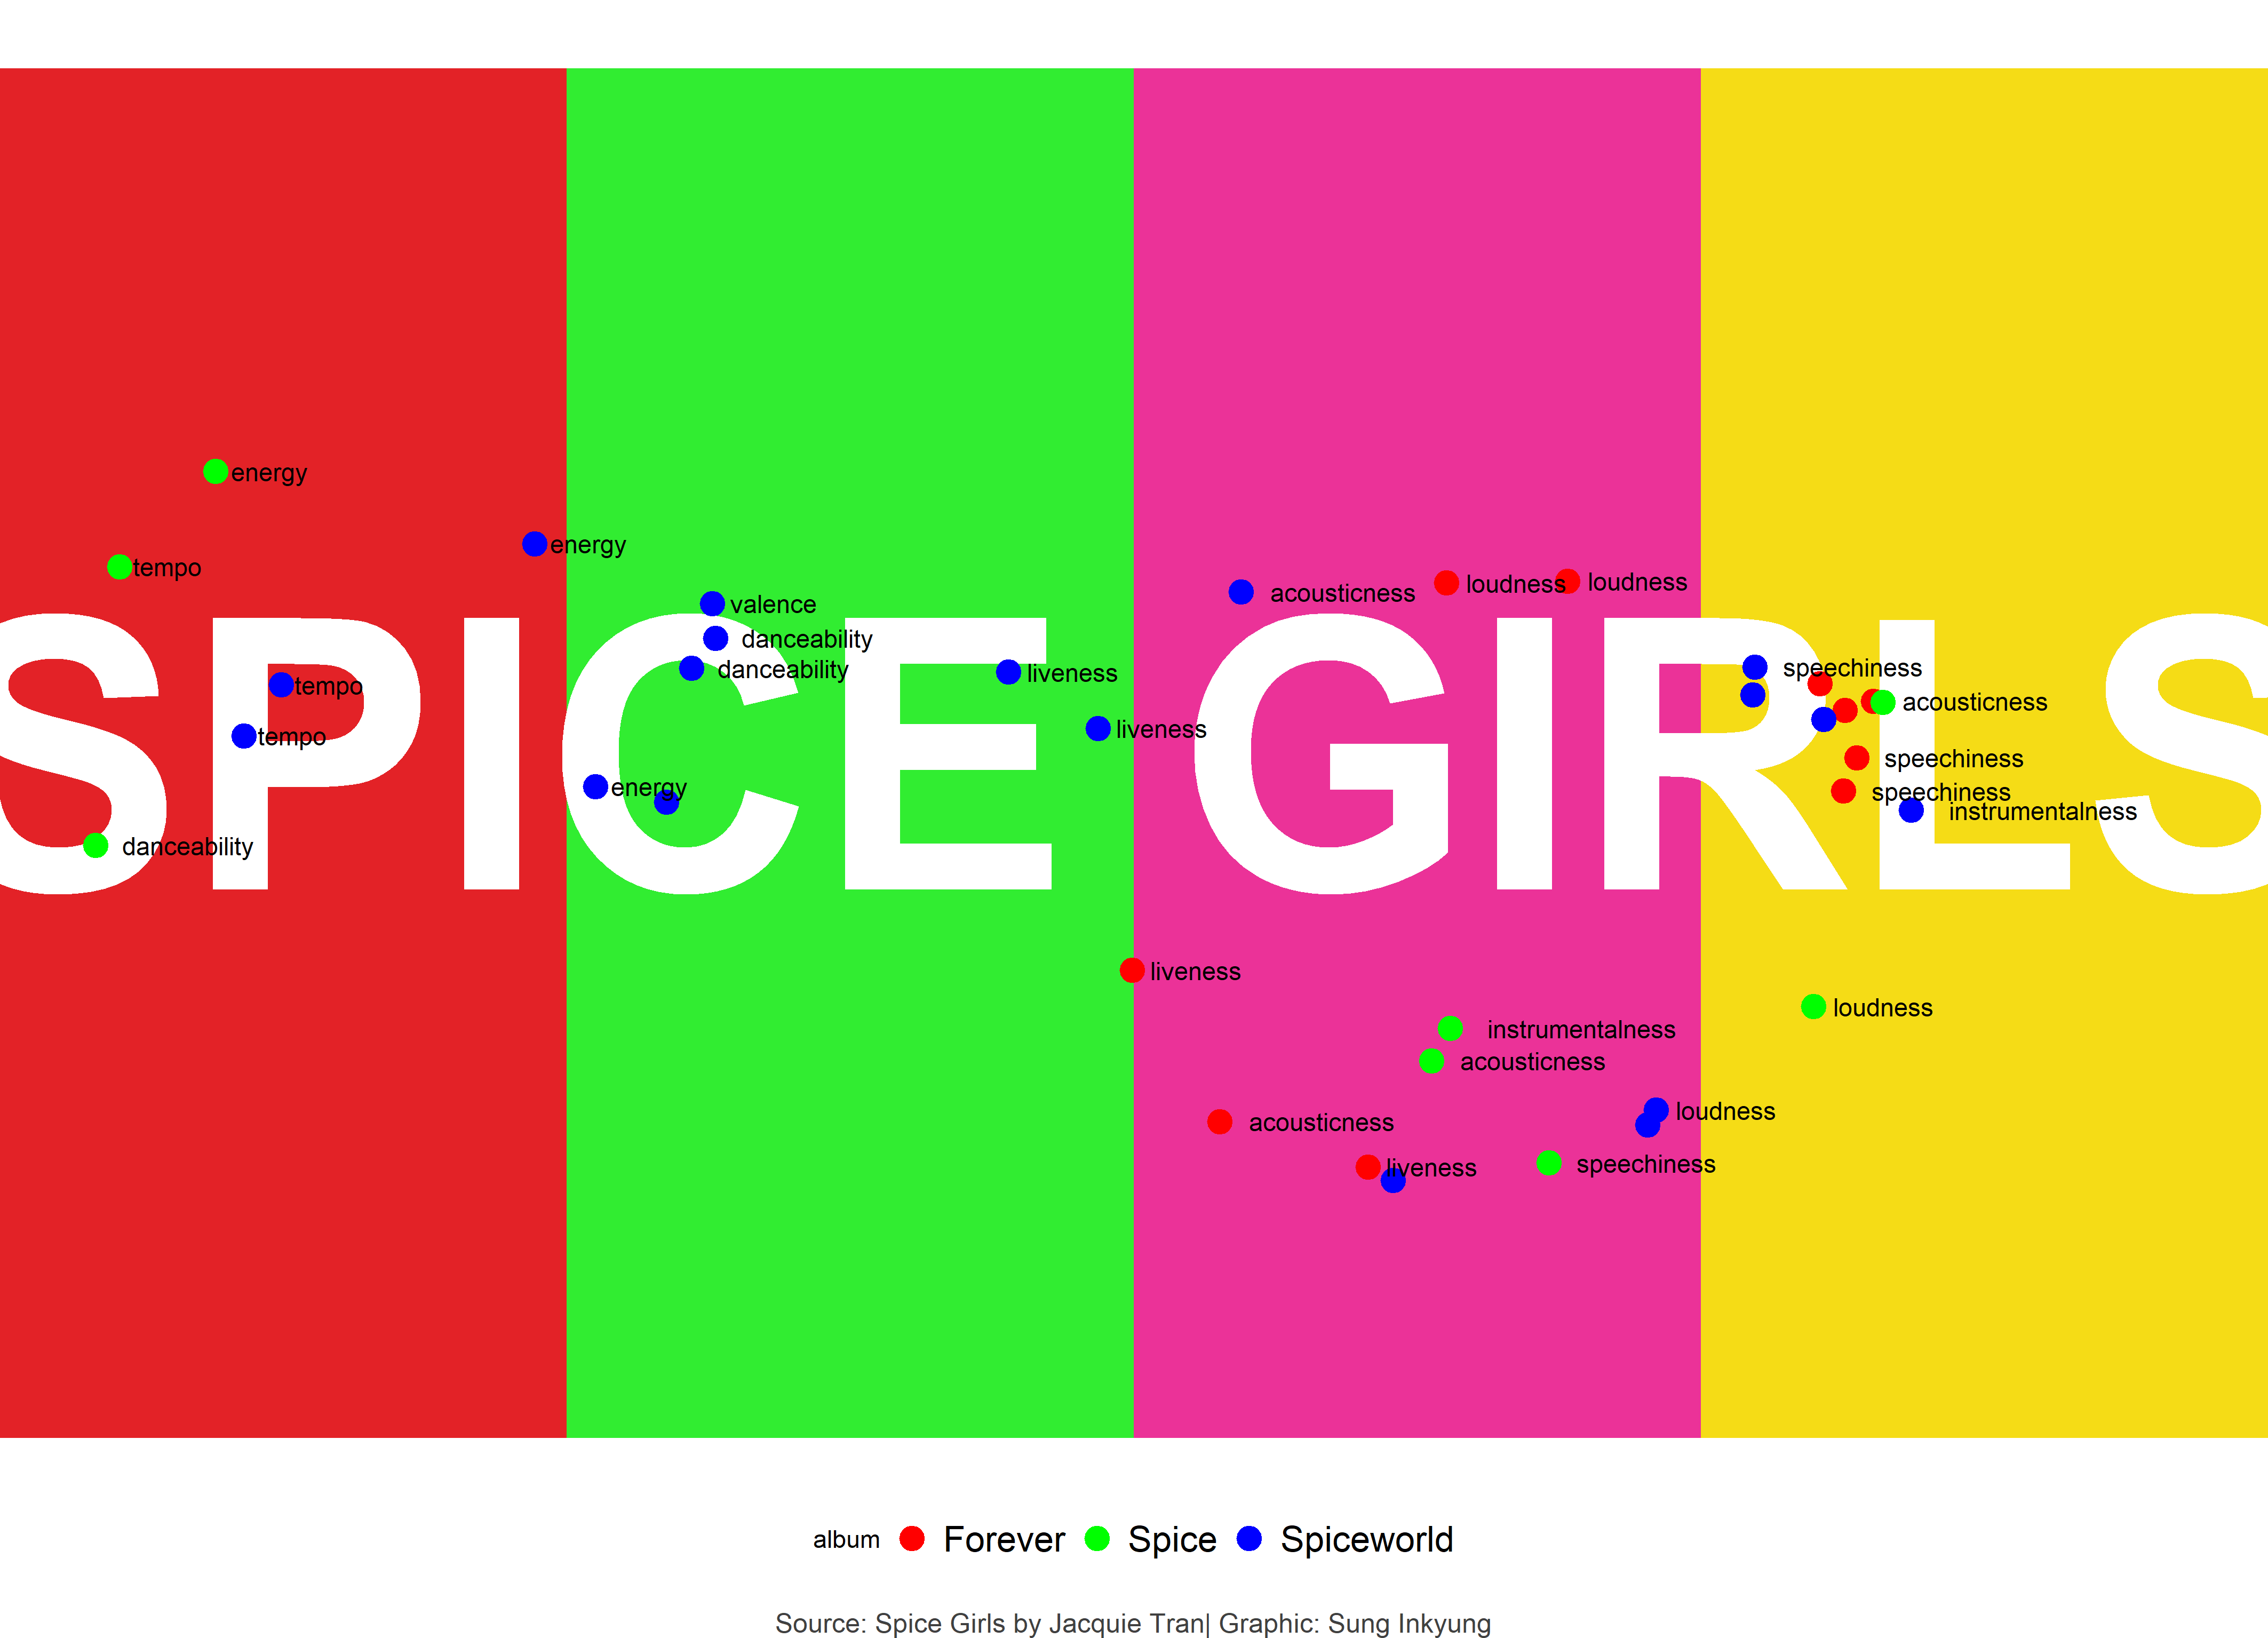 energy
energy
tempo
loudness
loudness
acousticness
valence
danceability
speechiness
danceability
liveness
tempo
acousticness
liveness
tempo
SPICE GIRLS
speechiness
energy
speechiness
instrumentalness
danceability
liveness
loudness
instrumentalness
acousticness
loudness
acousticness
speechiness
liveness
album Forever Spice Spiceworld
Source: Spice Girls by Jacquie Tran| Graphic: Sung Inkyung